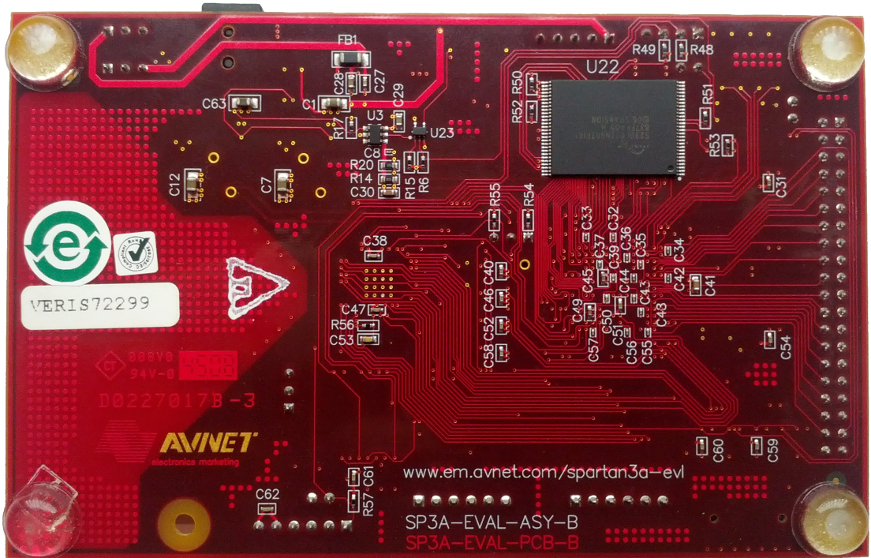 FB1
R49
R48
U22
C28
C27
R50
C63
C1
C29
R52
R51
U3
U23
R53
C8
R20
C12
C7
R14
R15
R6
C31
C30
R55
R54
C33
C32
C38
C37
C39
C36
C35
C34
C40
C45
C44
C42
C41
VERIS72299
C46
C43
C47
C49
C50
C48
R56
C52
C51
C53
C58
C57
C56
C55
C54
94V-0
D0227017B-3
AVNET
electronics marketing
C60
C59
C61
www.em.avnet.com/spartan3a-evl
C62
R57
SP3A-EVAL-ASY-B
SP3A-EVAL-PCB-B